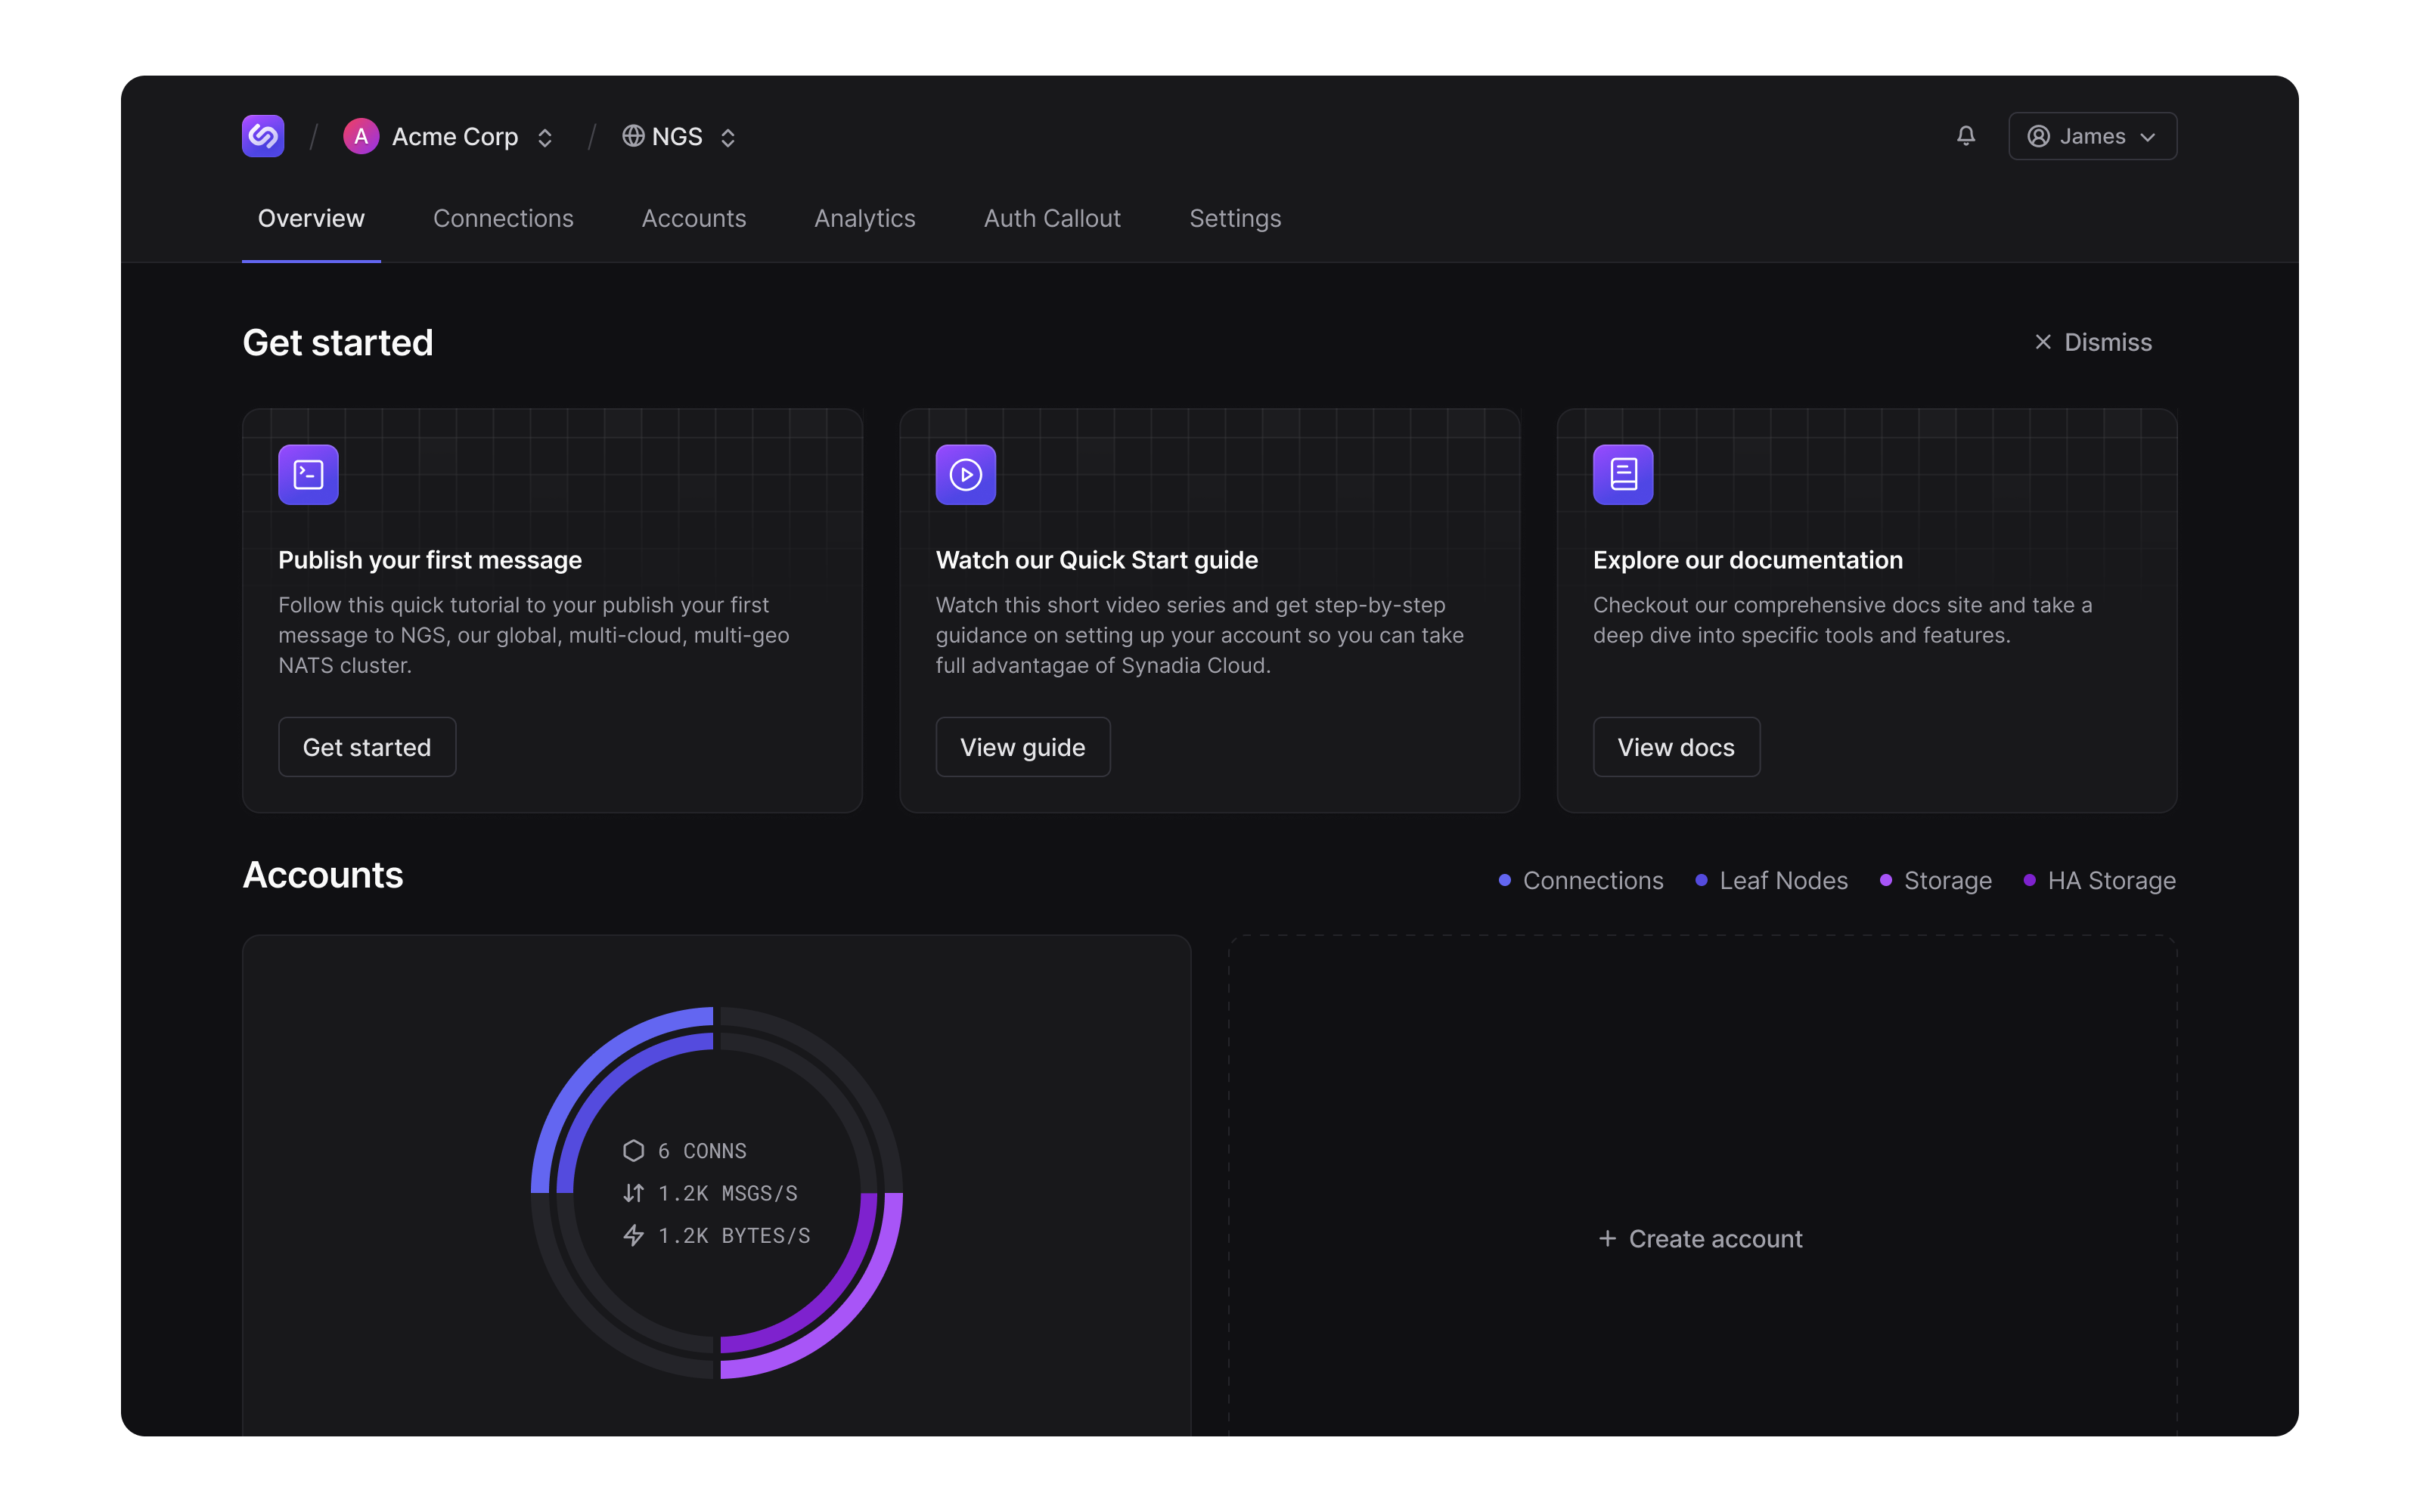 A Acme Corp
NGS
James
Overview
Connections
Accounts
Analytics
Auth Callout
Settings
Get started
Dismiss
Publish your first message
Follow this quick tutorial to your publish your first
message to NGS, our global, multi-cloud, multi-geo
NATS cluster.
Get started
Watch our Quick Start guide
Watch this short video series and get step-by-step
guidance on setting up your account so you can take
full advantagae of Synadia Cloud.
View guide
Explore our documentation
Checkout our comprehensive docs site and take a
deep dive into specific tools and features.
View docs
Accounts
Connections
Leaf Nodes
Storage
HA Storage
6 CONNS
1.2K MSGS/S
1.2K BYTES/S
+ Create account